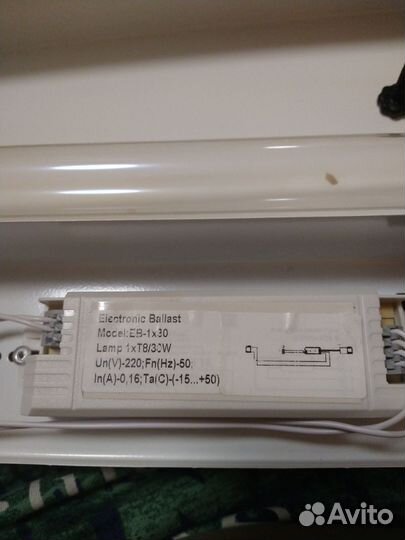 Electronic Ballast
Model:EB-1x30
Lamp 1xT8/30W
Un(V)-220;Fn(Hz)-50;
In(A)-0,16;Ta(C)-(-15...+50)
Avito